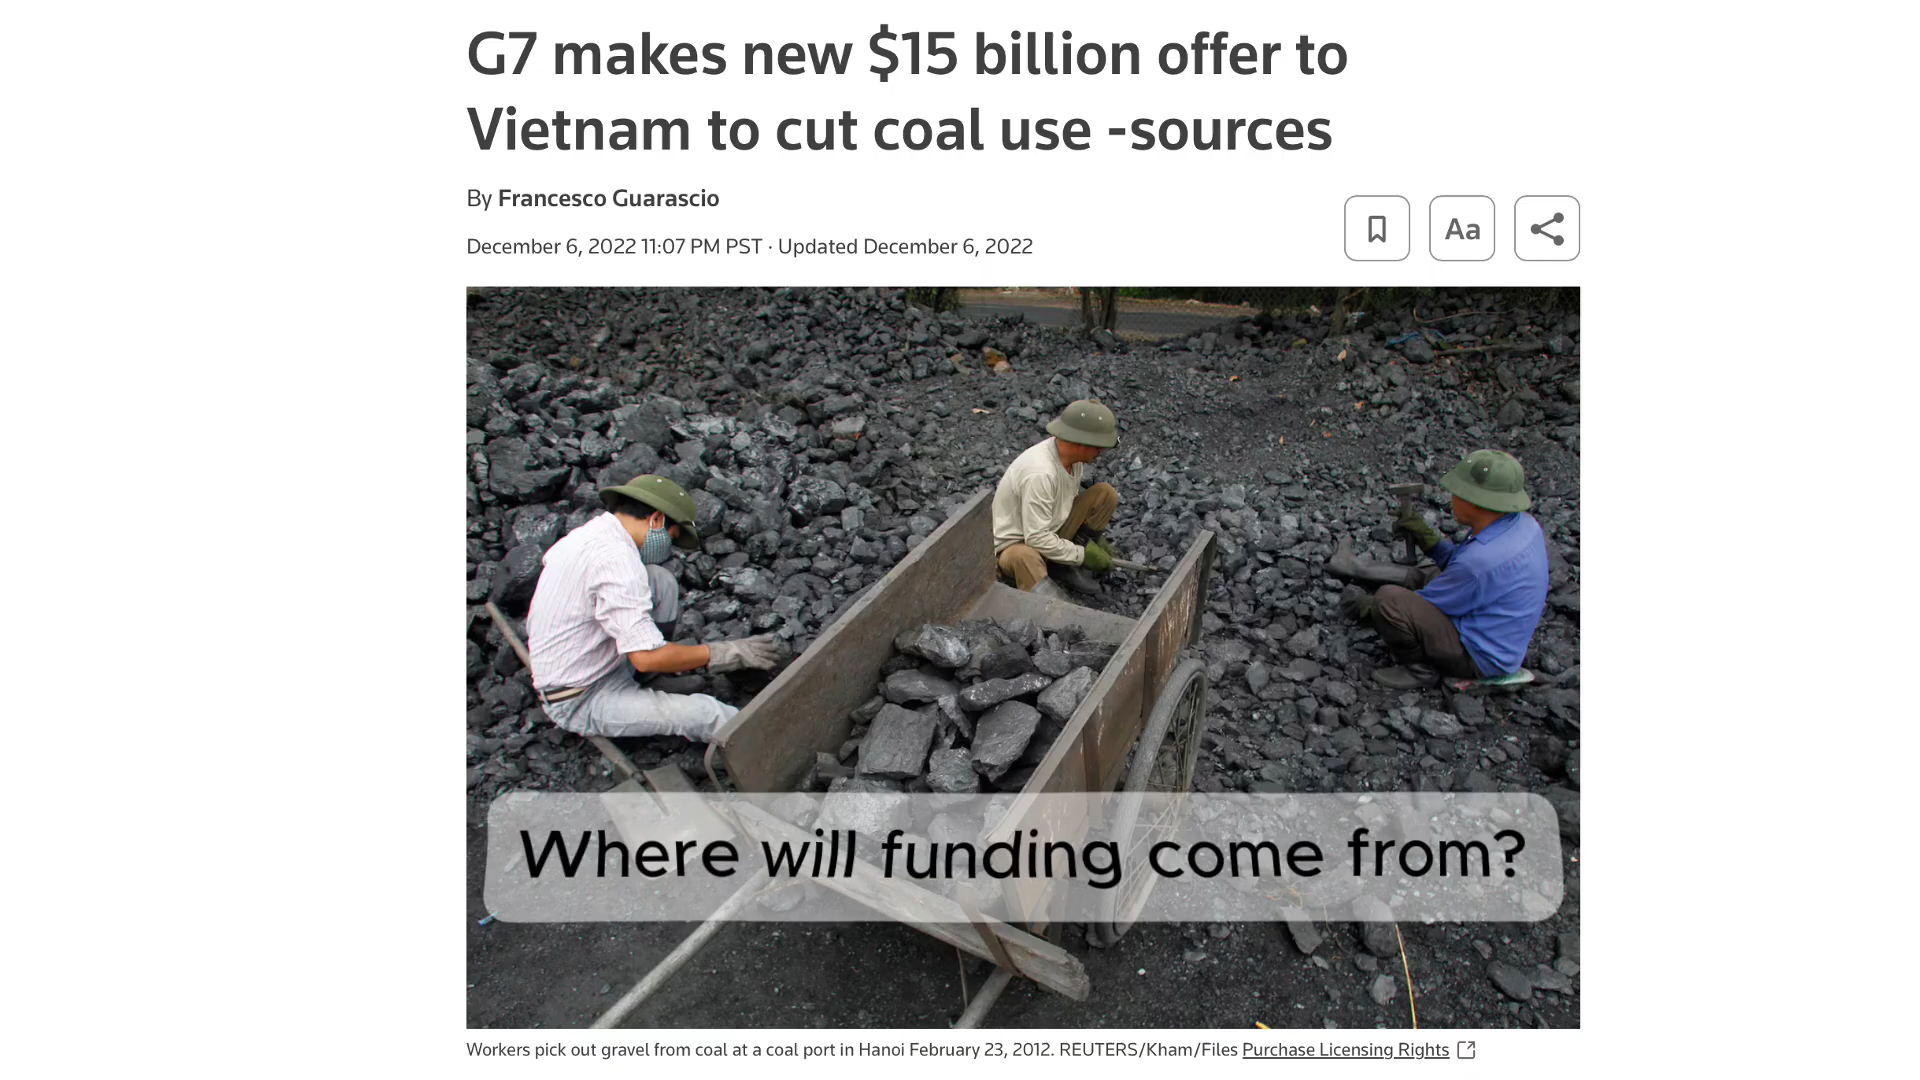 G7 makes new $15 billion offer to
Vietnam to cut coal use -sources
By Francesco Guarascio
December 6, 2022 11:07 PM PST · Updated December 6, 2022
Aa
Where will funding come from?
Workers pick out gravel from coal at a coal port in Hanoi February 23, 2012. REUTERS/Kham/Files Purchase Licensing Rights